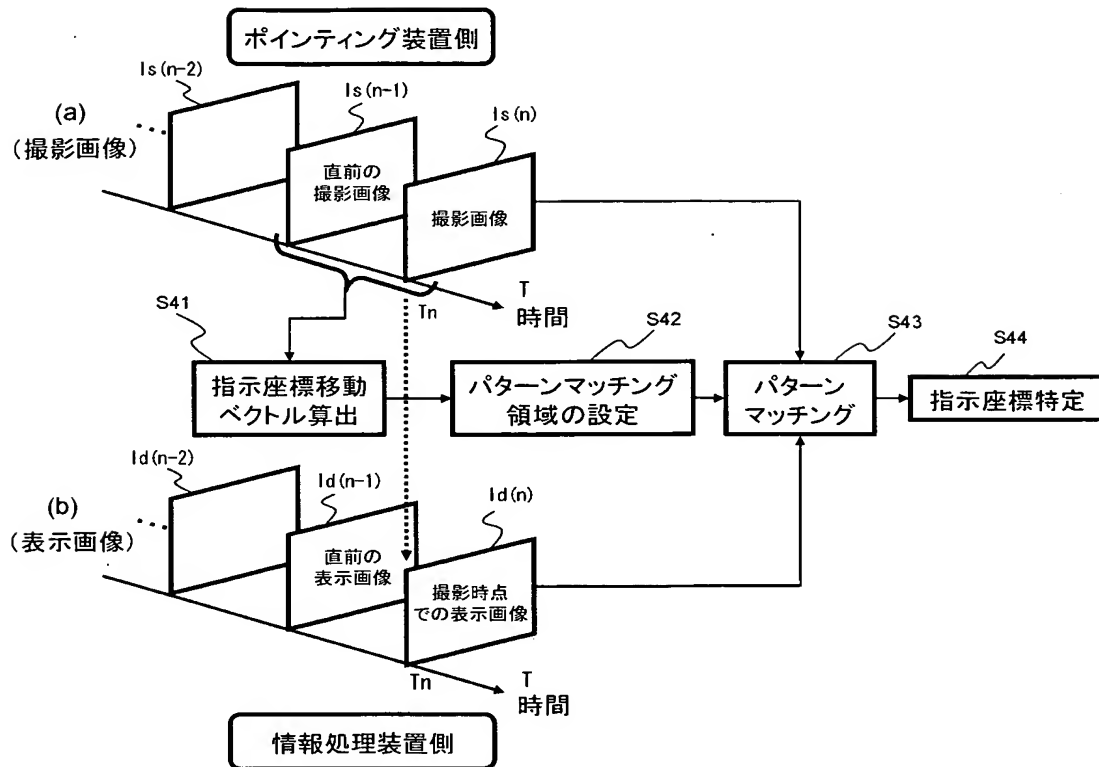 ポインティング装置側
Is(n-2)
Is(n-1)
Is(n)
(a)
(撮影画像)
直前の
撮影画像
撮影画像
Tn
T
時間
S41
S42
S43
S44
指示座標移動
ベクトル算出
パターンマッチング
領域の設定
パターン
マッチング
指示座標特定
Id(n-2)
Id(n-1)
Id(n)
(b)
(表示画像)
直前の
表示画像
撮影時点
での表示画像
Tn
T
時間
情報処理装置側